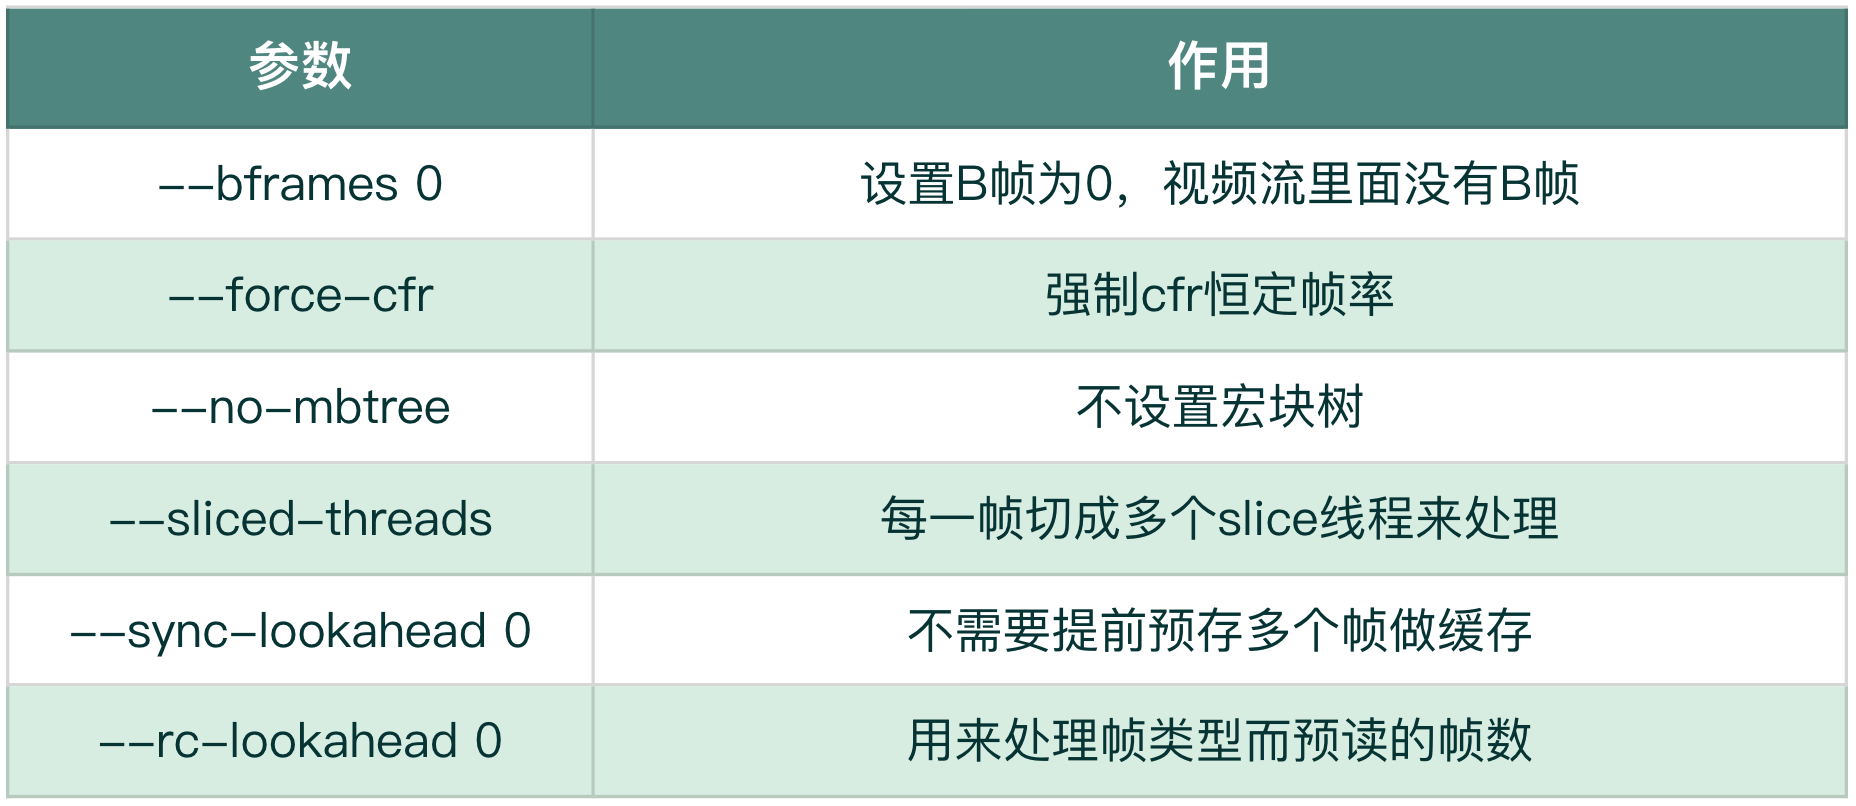 参数 作用
--bframes 0 设置B帧为0，视频流里面没有B帧
--force-cfr 强制cfr恒定帧率
--no-mbtree 不设置宏块树
--sliced-threads 每一帧切成多个slice线程来处理
--sync-lookahead 0 不需要提前预存多个帧做缓存
--rc-lookahead 0 用来处理帧类型而预读的帧数